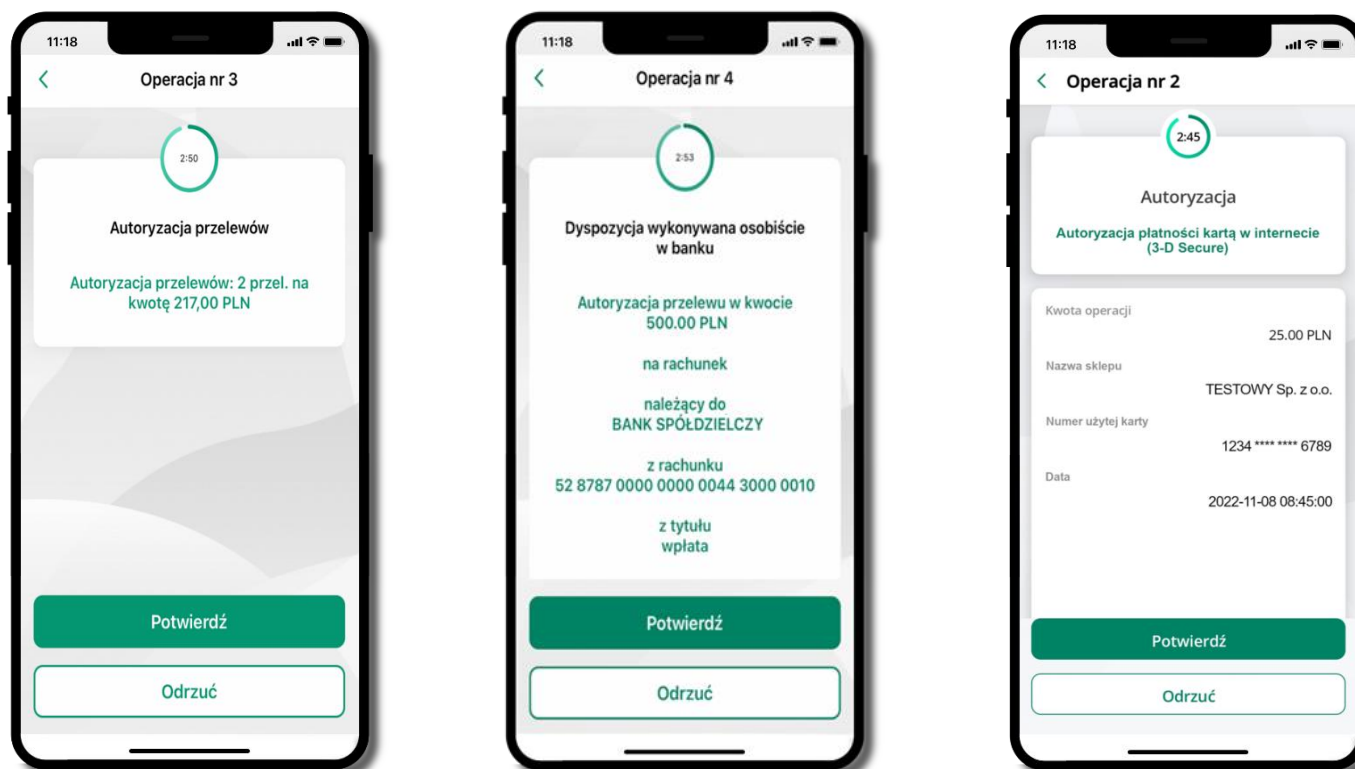 11:18
Operacja nr 3
2:50
Autoryzacja przelewów
Autoryzacja przelewów: 2 przel. na
kwotę 217,00 PLN
Potwierdź
Odrzuć
11:18
Operacja nr 4
2:53
Dyspozycja wykonywana osobiście
w banku
Autoryzacja przelewu w kwocie
500.00 PLN
na rachunek
należący do
BANK SPÓŁDZIELCZY
z rachunku
52 8787 0000 0000 0044 3000 0010
z tytułu
wpłata
Potwierdź
Odrzuć
11:18
Operacja nr 2
2:45
Autoryzacja
Autoryzacja płatności kartą w internecie
(3-D Secure)
Kwota operacji
25.00 PLN
Nazwa sklepu
TESTOWY Sp. z o.o.
Numer użytej karty
1234 **** **** 6789
Data
2022-11-08 08:45:00
Potwierdź
Odrzuć